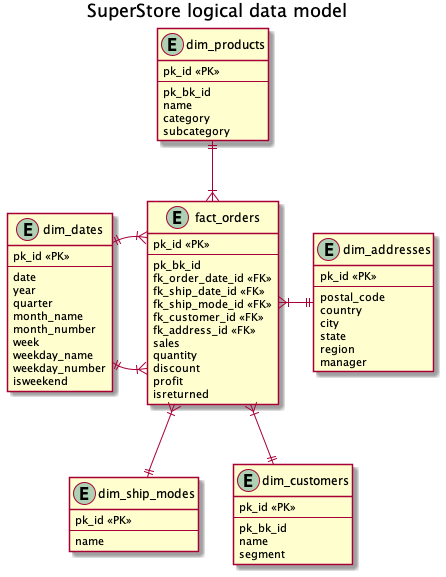 SuperStore logical data model
E dim_products
pk_id «PK»
pk_bk_id
name
category
subcategory
E dim_dates
pk_id «PK»
date
year
quarter
month_name
month_number
week
weekday_name
weekday_number
isweekend
E fact_orders
pk_id «PK»
pk_bk_id
fk_order_date_id «FK»
fk_ship_date_id «FK»
fk_ship_mode_id «FK»
fk_customer_id «FK»
fk_address_id «FK»
sales
quantity
discount
profit
isreturned
E dim_addresses
pk_id «PK»
postal_code
country
city
state
region
manager
E dim_ship_modes
pk_id «PK»
name
E dim_customers
pk_id «PK»
pk_bk_id
name
segment